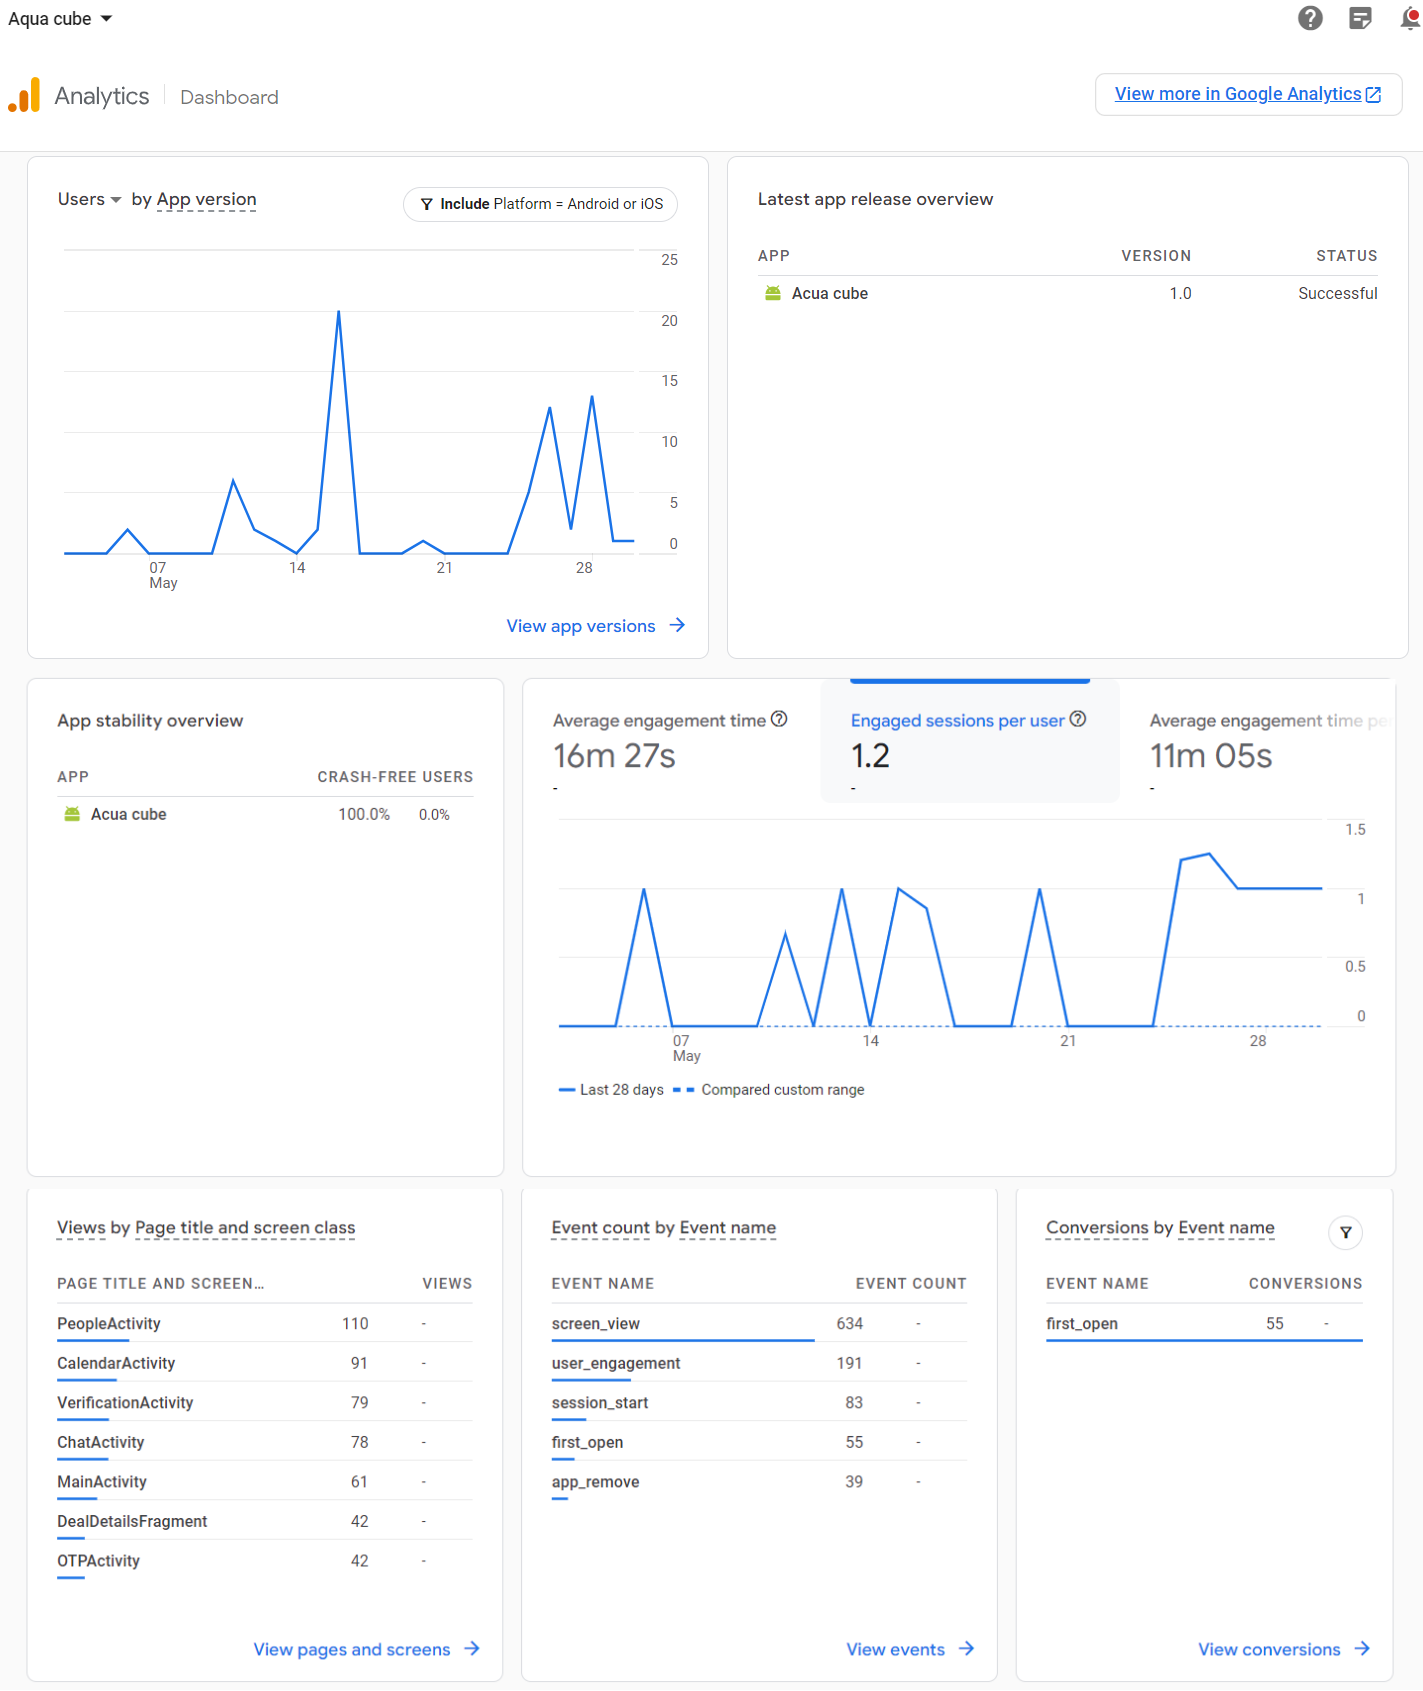 Aqua cube
Analytics Dashboard
View more in Google Analytics
Users by App version
Include Platform = Android or iOS
25
20
15
10
5
0
07 14 21 28
May
View app versions
Latest app release overview
APP VERSION STATUS
Acua cube 1.0 Successful
App stability overview
APP CRASH-FREE USERS
Acua cube 100.0% 0.0%
Average engagement time
16m 27s
-
Engaged sessions per user
1.2
-
Average engagement time pe
11m 05s
-
1.5
1
0.5
0
07 14 21 28
May
Last 28 days Compared custom range
Views by Page title and screen class
PAGE TITLE AND SCREEN... VIEWS
PeopleActivity 110 -
CalendarActivity 91 -
VerificationActivity 79 -
ChatActivity 78 -
MainActivity 61 -
DealDetailsFragment 42 -
OTPActivity 42 -
View pages and screens
Event count by Event name
EVENT NAME EVENT COUNT
screen_view 634 -
user_engagement 191 -
session_start 83 -
first_open 55 -
app_remove 39 -
View events
Conversions by Event name
EVENT NAME CONVERSIONS
first_open 55 -
View conversions